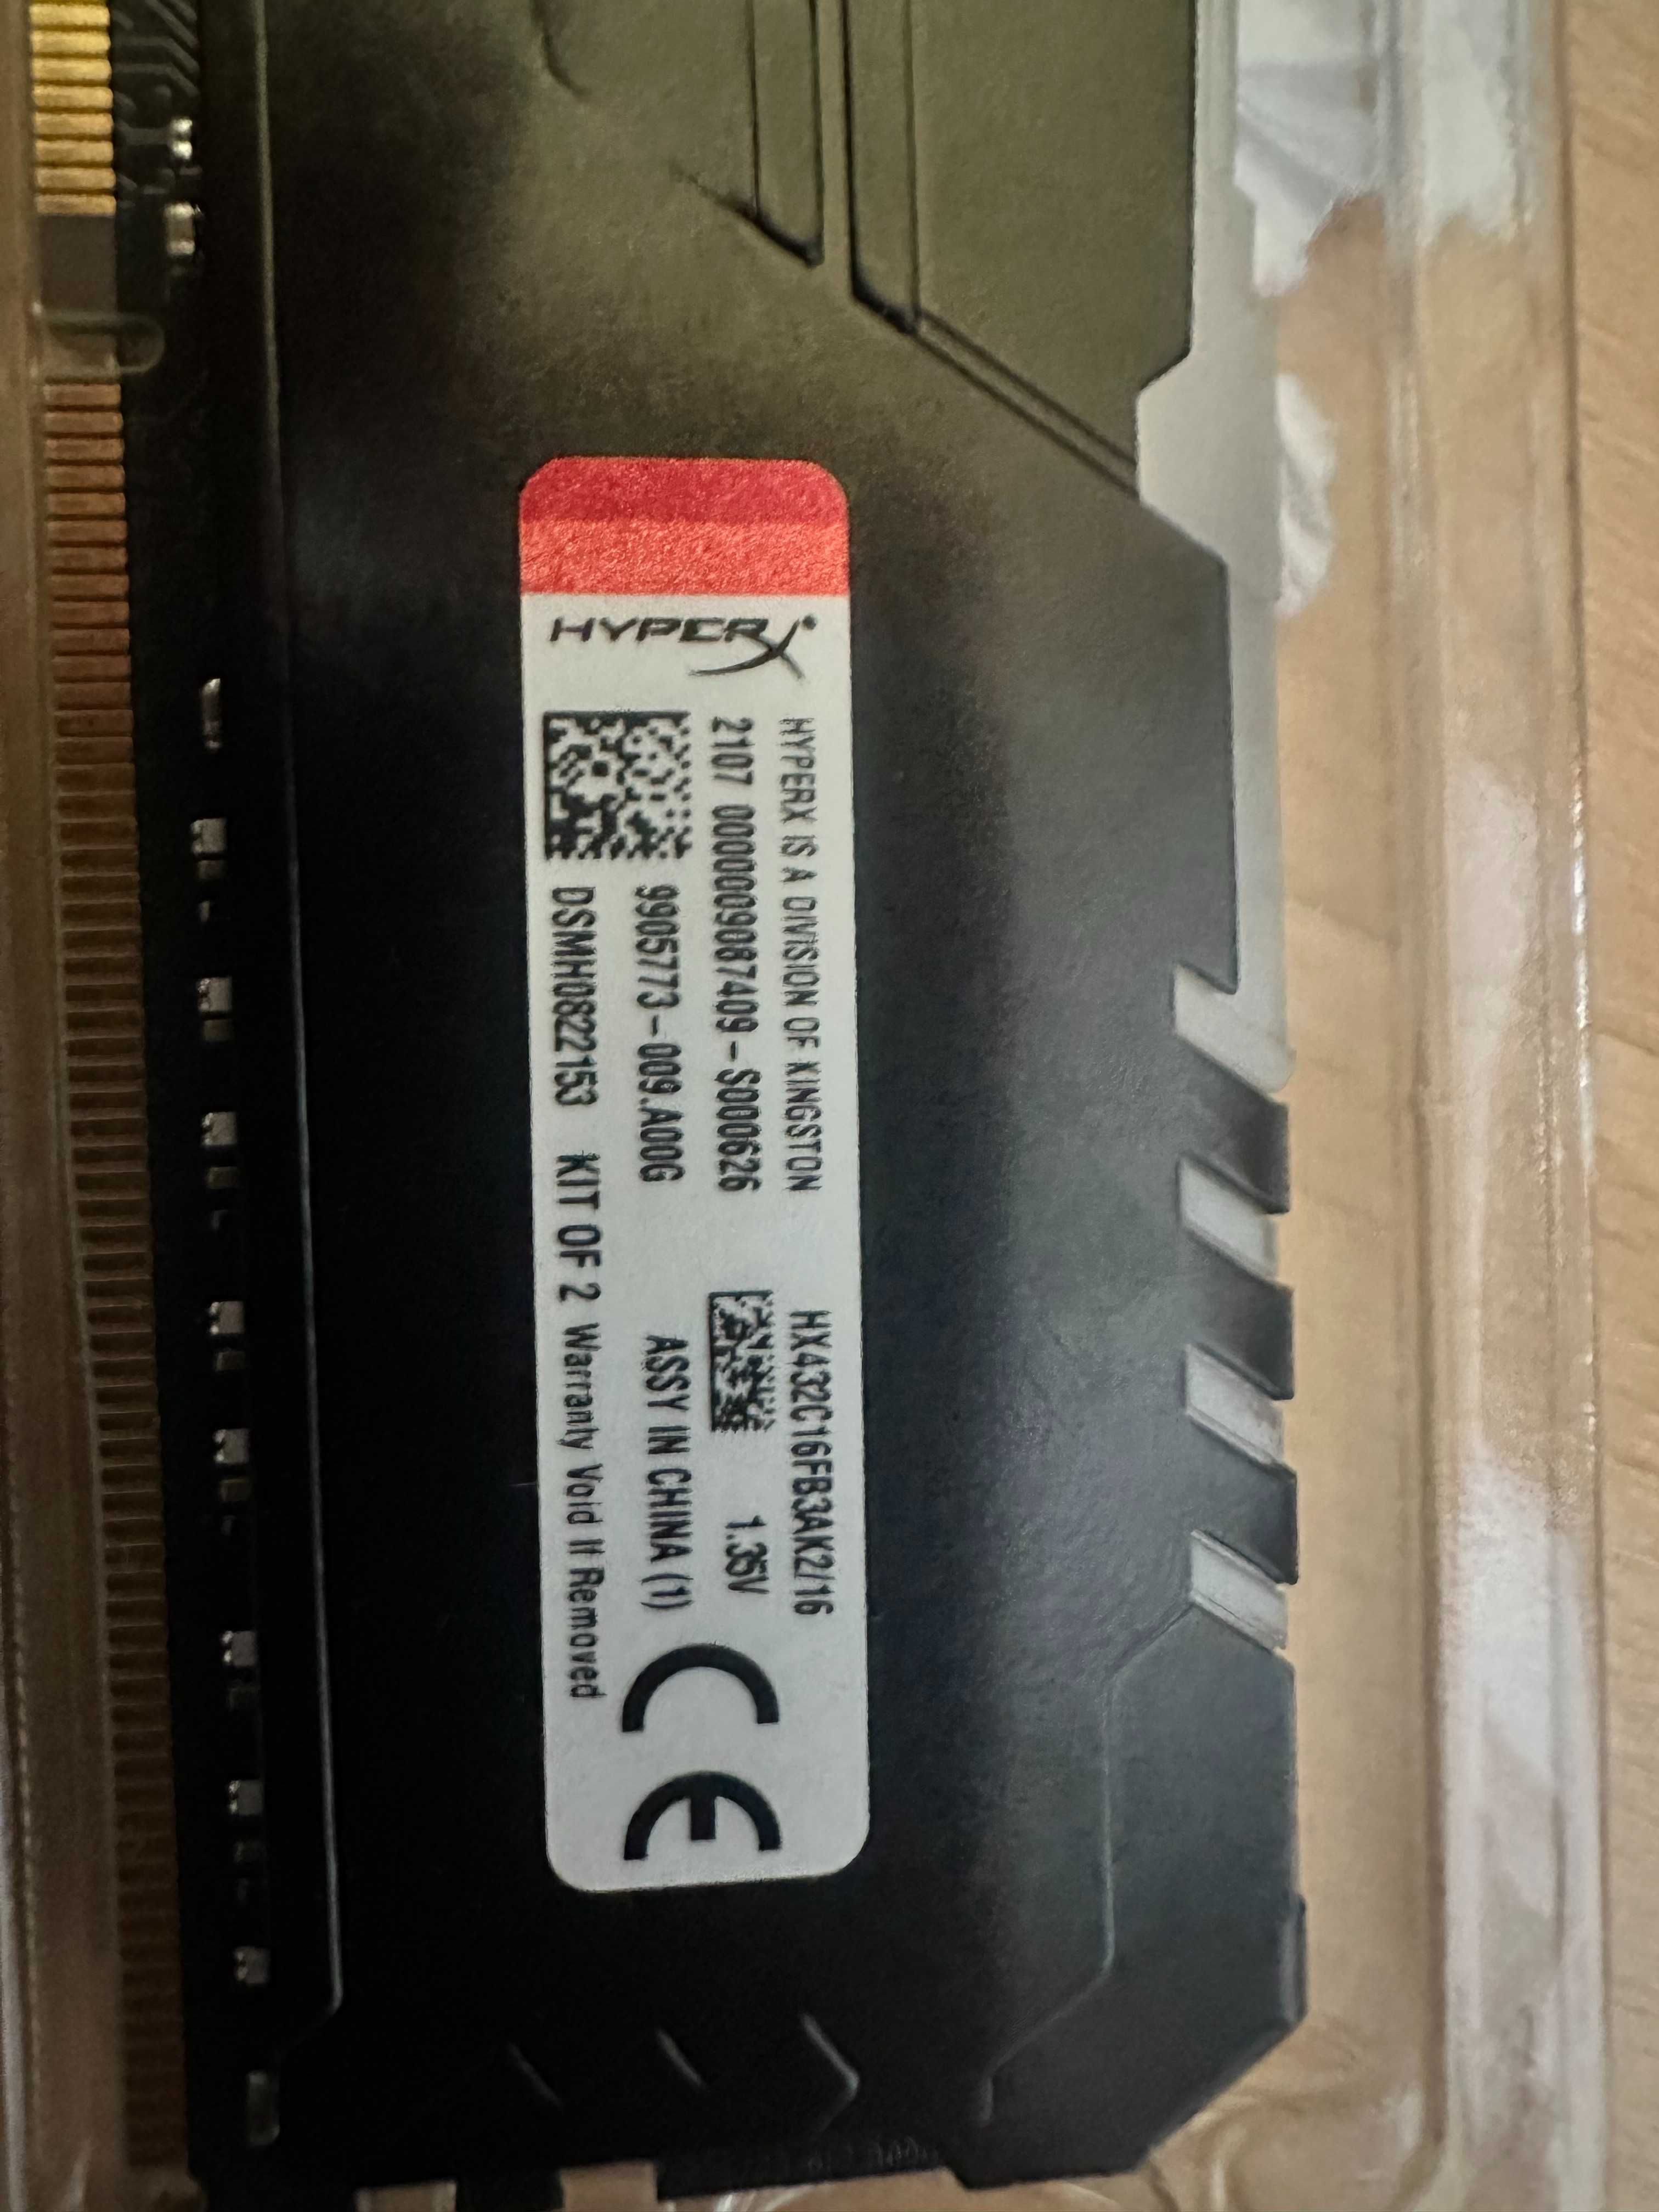 HYPERX
HYPERX IS A DIVISION OF KINGSTON
2107 0000009087409-S000626
9905773-009.A00G
DSMH0822153 KIT OF 2 Warranty Void If Removed
HX432C16FB3AK2/16
1.35V
ASSY IN CHINA (1)
CE